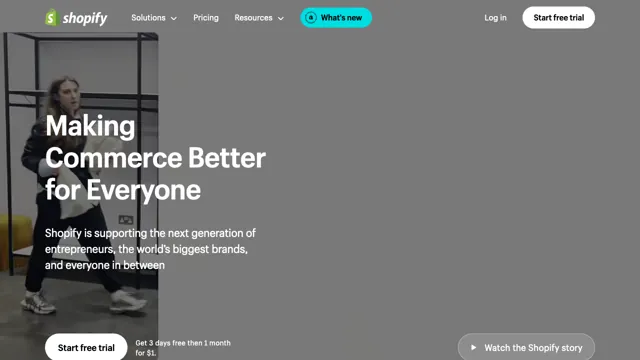 shopify
Solutions
Pricing
Resources
What's new
Log in
Start free trial
Making
Commerce Better
for Everyone
Shopify is supporting the next generation of
entrepreneurs, the world's biggest brands,
and everyone in between
Start free trial
Get 3 days free then 1 month
for $1.
Watch the Shopify story